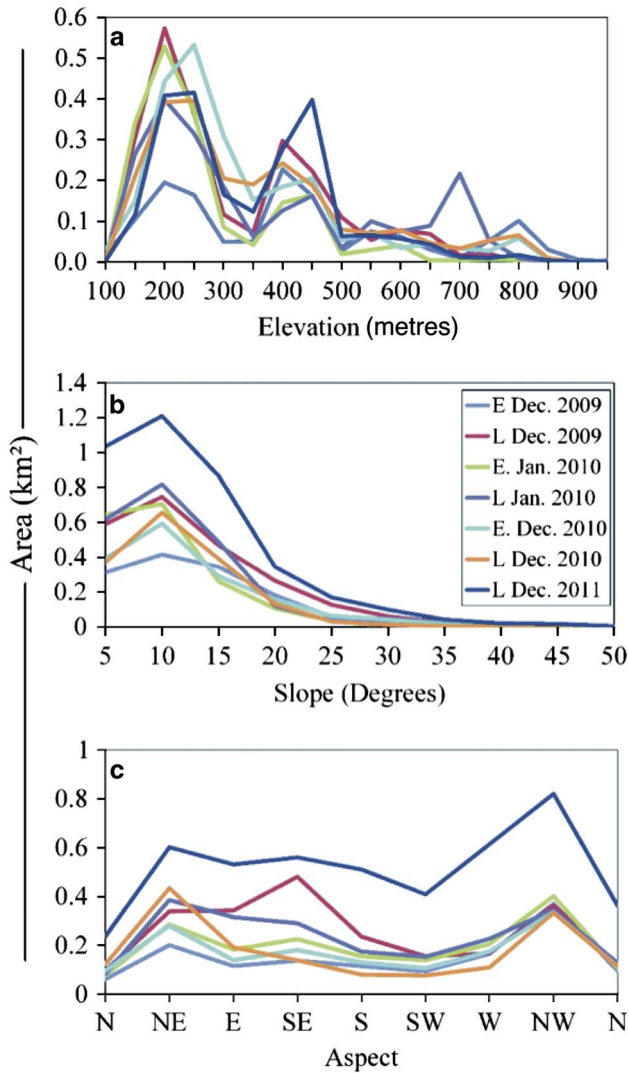 Area (km²)
a
0.6
0.5
0.4
0.3
0.2
0.1
0.0
100 200 300 400 500 600 700 800 900
Elevation (metres)
b
1.4
1.2
1
0.8
0.6
0.4
0.2
0
E Dec. 2009
L Dec. 2009
E. Jan. 2010
L Jan. 2010
E. Dec. 2010
L Dec. 2010
L Dec. 2011
5 10 15 20 25 30 35 40 45 50
Slope (Degrees)
c
1
0.8
0.6
0.4
0.2
0
N NE E SE S SW W NW N
Aspect